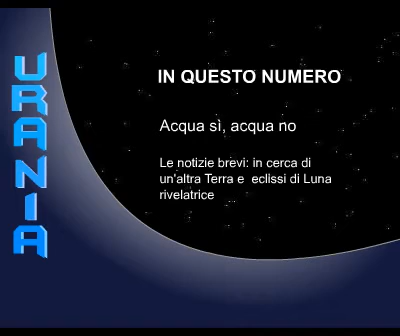 URANIA
IN QUESTO NUMERO
Acqua sì, acqua no
Le notizie brevi: in cerca di
un'altra Terra e eclissi di Luna
rivelatrice